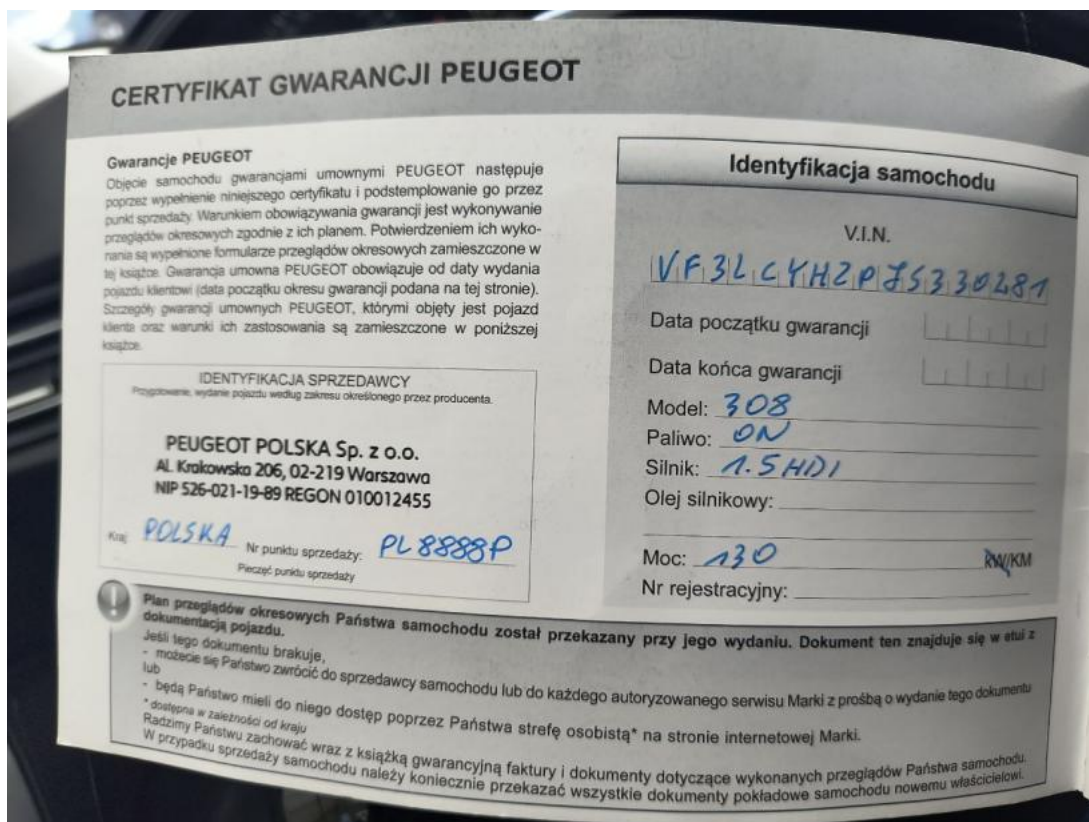 CERTYFIKAT GWARANCJI PEUGEOT
Gwarancje PEUGEOT
Objęcie samochodu gwarancjami umownymi PEUGEOT następuje
poprzez wypełnienie niniejszego certyfikatu i podstemplowanie go przez
punkt sprzedaży. Warunkiem obowiązywania gwarancji jest wykonywanie
przeglądów okresowych zgodnie z ich planem. Potwierdzeniem ich wyko-
nania są wypełnione formularze przeglądów okresowych zamieszczone w
tej książce. Gwarancja umowna PEUGEOT obowiązuje od daty wydania
pojazdu klientowi (data początku okresu gwarancji podana na tej stronie).
Szczegóły gwarancji umownych PEUGEOT, którymi objęty jest pojazd
klienta oraz warunki ich zastosowania są zamieszczone w poniższej
książce.
IDENTYFIKACJA SPRZEDAWCY
Przygotowanie, wydanie pojazdu według zakresu określonego przez producenta.
PEUGEOT POLSKA Sp. z o.o.
Al. Krakowska 206, 02-219 Warszawa
NIP 526-021-19-89 REGON 010012455
Kraj: POLSKA Nr punktu sprzedaży: PL8888P
Pieczęć punktu sprzedaży
Identyfikacja samochodu
V.I.N.
VF3LCYHZPJS330281
Data początku gwarancji
Data końca gwarancji
Model: 308
Paliwo: ON
Silnik: 1.5 HDI
Olej silnikowy:
Moc: 130 kW/KM
Nr rejestracyjny:
Plan przeglądów okresowych Państwa samochodu został przekazany przy jego wydaniu. Dokument ten znajduje się w etui z
dokumentacją pojazdu.
Jeśli tego dokumentu brakuje,
- możecie się Państwo zwrócić do sprzedawcy samochodu lub do każdego autoryzowanego serwisu Marki z prośbą o wydanie tego dokumentu
lub
- będą Państwo mieli do niego dostęp poprzez Państwa strefę osobistą* na stronie internetowej Marki.
* dostępna w zależności od kraju
Radzimy Państwu zachować wraz z książką gwarancyjną faktury i dokumenty dotyczące wykonanych przeglądów Państwa samochodu.
W przypadku sprzedaży samochodu należy koniecznie przekazać wszystkie dokumenty pokładowe samochodu nowemu właścicielowi.